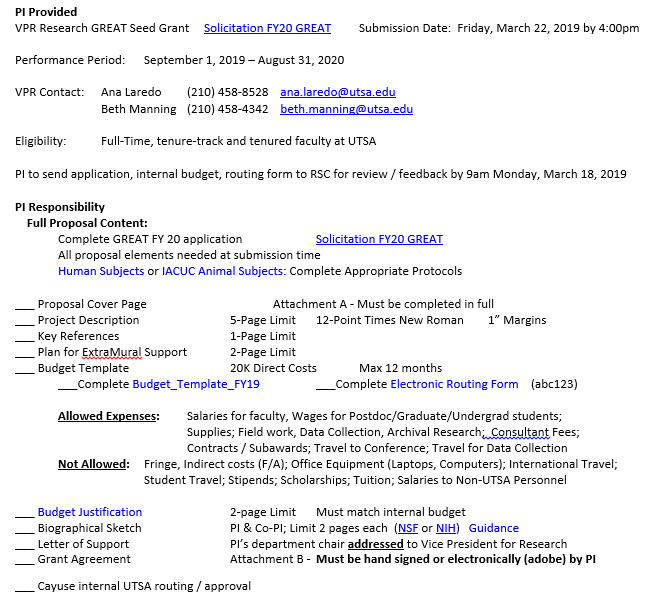 PI Provided
VPR Research GREAT Seed Grant Solicitation FY20 GREAT Submission Date: Friday, March 22, 2019 by 4:00pm
Performance Period: September 1, 2019 – August 31, 2020
VPR Contact: Ana Laredo (210) 458-8528 ana.laredo@utsa.edu
Beth Manning (210) 458-4342 beth.manning@utsa.edu
Eligibility: Full-Time, tenure-track and tenured faculty at UTSA
PI to send application, internal budget, routing form to RSC for review / feedback by 9am Monday, March 18, 2019
PI Responsibility
Full Proposal Content:
Complete GREAT FY 20 application Solicitation FY20 GREAT
All proposal elements needed at submission time
Human Subjects or IACUC Animal Subjects: Complete Appropriate Protocols
___ Proposal Cover Page Attachment A - Must be completed in full
___ Project Description 5-Page Limit 12-Point Times New Roman 1” Margins
___ Key References 1-Page Limit
___ Plan for ExtraMural Support 2-Page Limit
___ Budget Template 20K Direct Costs Max 12 months
___Complete Budget_Template_FY19 ___Complete Electronic Routing Form (abc123)
Allowed Expenses: Salaries for faculty, Wages for Postdoc/Graduate/Undergrad students;
Supplies; Field work, Data Collection, Archival Research; Consultant Fees;
Contracts / Subawards; Travel to Conference; Travel for Data Collection
Not Allowed: Fringe, Indirect costs (F/A); Office Equipment (Laptops, Computers); International Travel;
Student Travel; Stipends; Scholarships; Tuition; Salaries to Non-UTSA Personnel
___ Budget Justification 2-page Limit Must match internal budget
___ Biographical Sketch PI & Co-PI; Limit 2 pages each (NSF or NIH) Guidance
___ Letter of Support PI’s department chair addressed to Vice President for Research
___ Grant Agreement Attachment B - Must be hand signed or electronically (adobe) by PI
___ Cayuse internal UTSA routing / approval